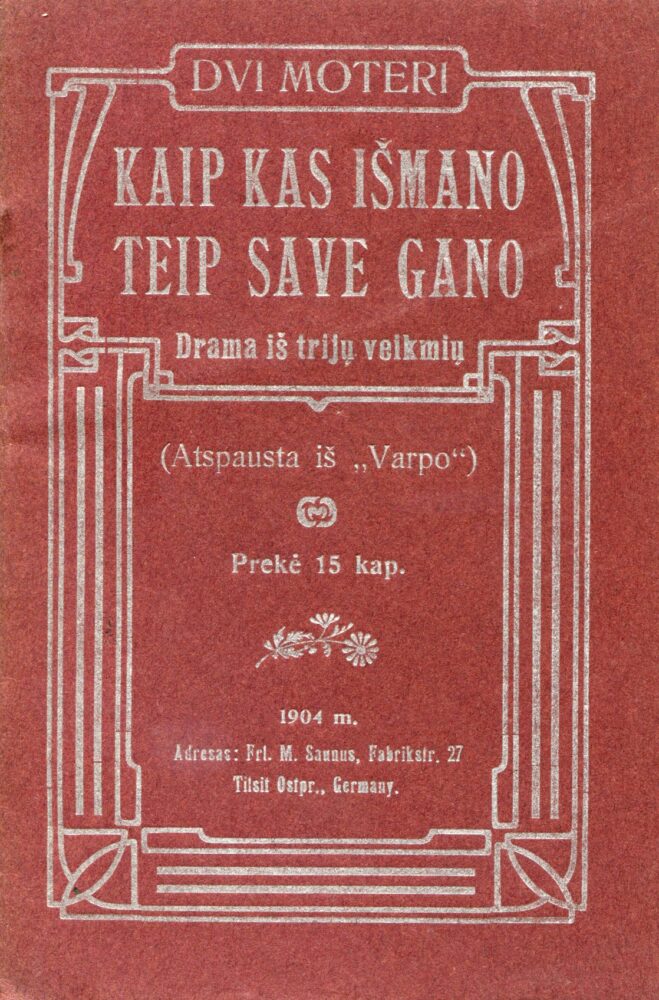 DVI MOTERI
KAIP KAS IŠMANO
TEIP SAVE GANO
Drama iš trijų veikmių
(Atspausta iš „Varpo“)
Prekė 15 kap.
1904 m.
Adresas: Frl. M. Saunus, Fabrikstr. 27
Tilsit Ostpr., Germany.